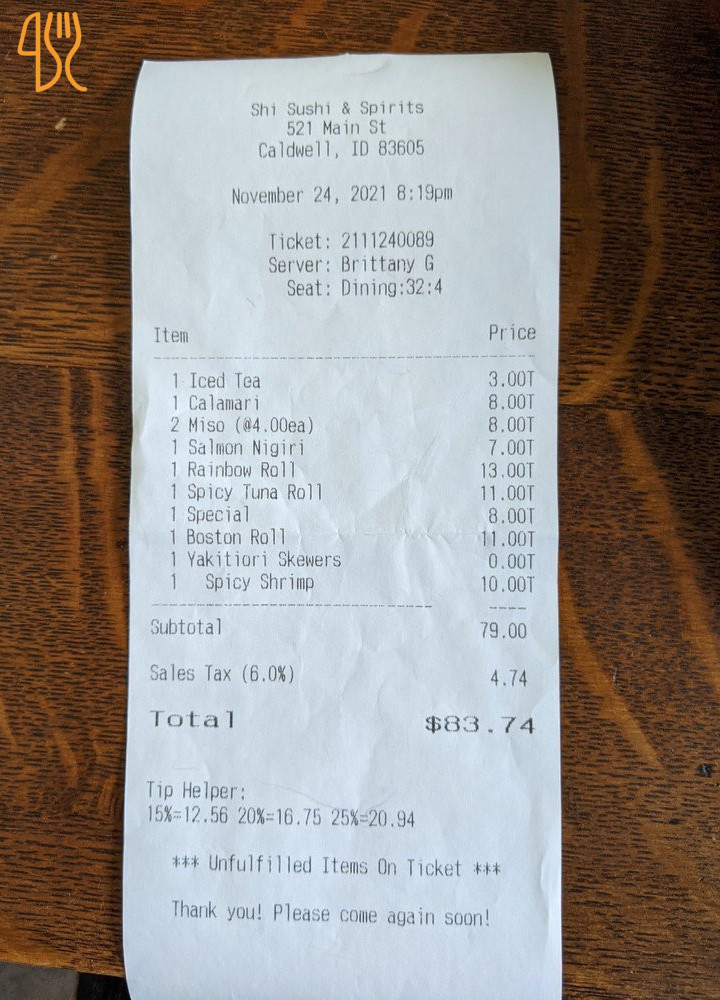 Shi Sushi & Spirits
521 Main St
Caldwell, ID 83605
November 24, 2021 8:19pm
Ticket: 2111240089
Server: Brittany G
Seat: Dining:32:4
Item Price
1 Iced Tea 3.00T
1 Calamari 8.00T
2 Miso (@4.00ea) 8.00T
1 Salmon Nigiri 7.00T
1 Rainbow Roll 13.00T
1 Spicy Tuna Roll 11.00T
1 Special 8.00T
1 Boston Roll 11.00T
1 Yakitiori Skewers 0.00T
1 Spicy Shrimp 10.00T
Subtotal 79.00
Sales Tax (6.0%) 4.74
Total $83.74
Tip Helper:
15%=12.56 20%=16.75 25%=20.94
*** Unfulfilled Items On Ticket ***
Thank you! Please come again soon!